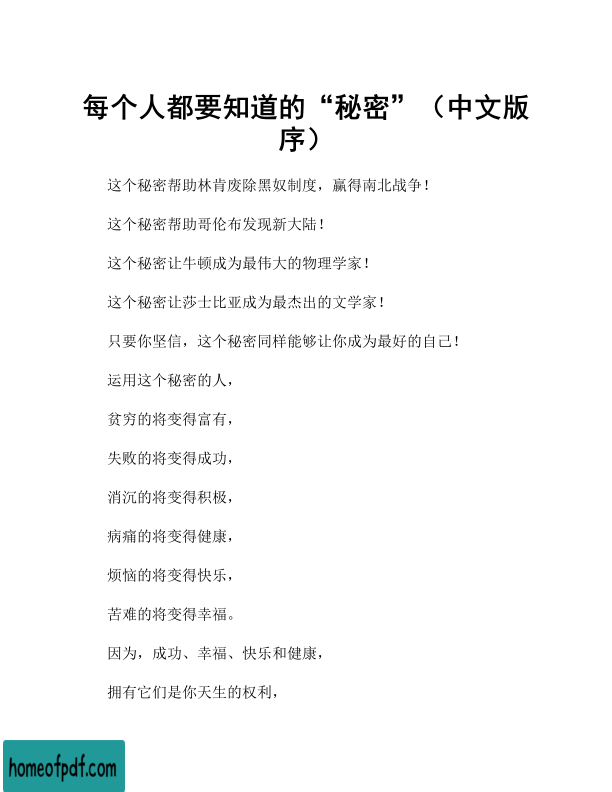 每个人都要知道的“秘密”（中文版
序）
这个秘密帮助林肯废除黑奴制度，赢得南北战争！
这个秘密帮助哥伦布发现新大陆！
这个秘密让牛顿成为最伟大的物理学家！
这个秘密让莎士比亚成为最杰出的文学家！
只要你坚信，这个秘密同样能够让你成为最好的自己！
运用这个秘密的人，
贫穷的将变得富有，
失败的将变得成功，
消沉的将变得积极，
病痛的将变得健康，
烦恼的将变得快乐，
苦难的将变得幸福。
因为，成功、幸福、快乐和健康，
拥有它们是你天生的权利，
homeofpdf.com